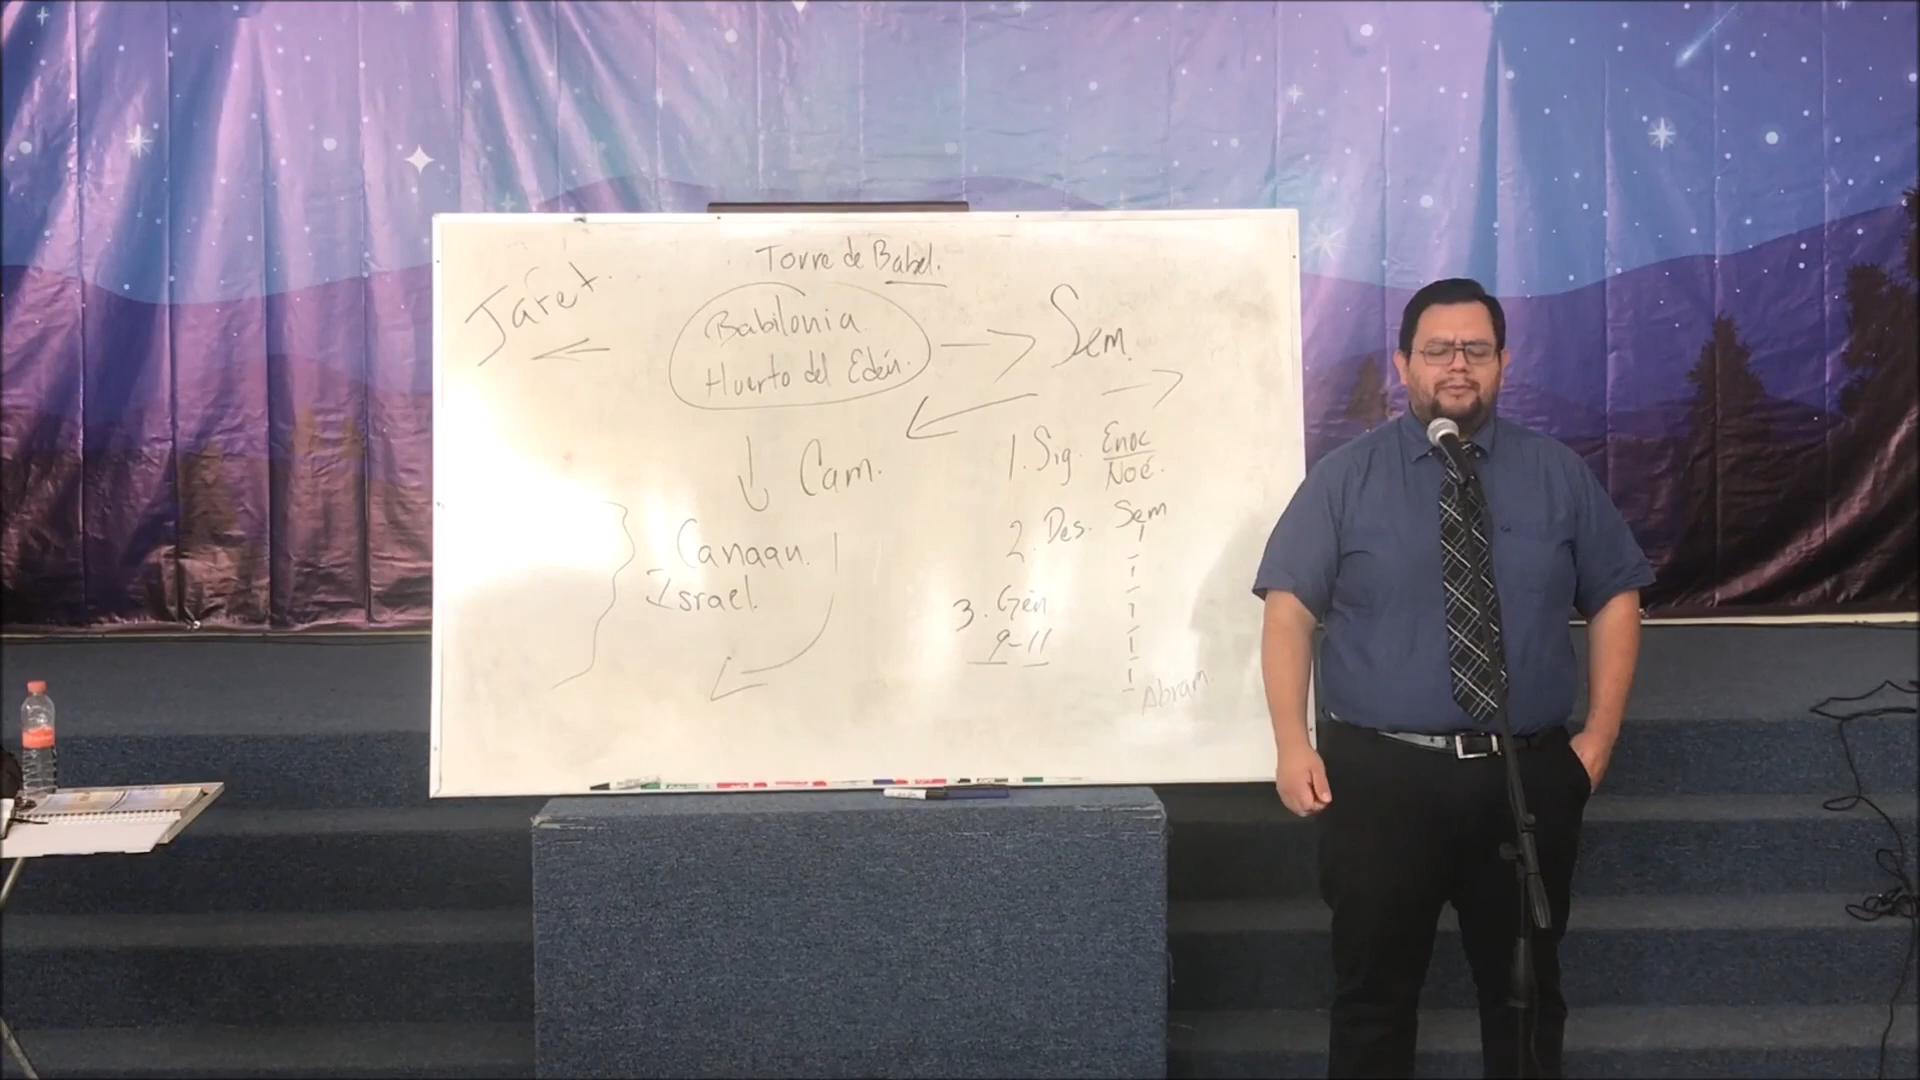 Torre de Babel.
Jafet.
Babilonia
Huerto del Edén.
Sem.
Cam.
Canaan.
Israel.
1. Sig. Enoc
Noé.
2. Des. Sem
3. Gén
9-11
Abram.